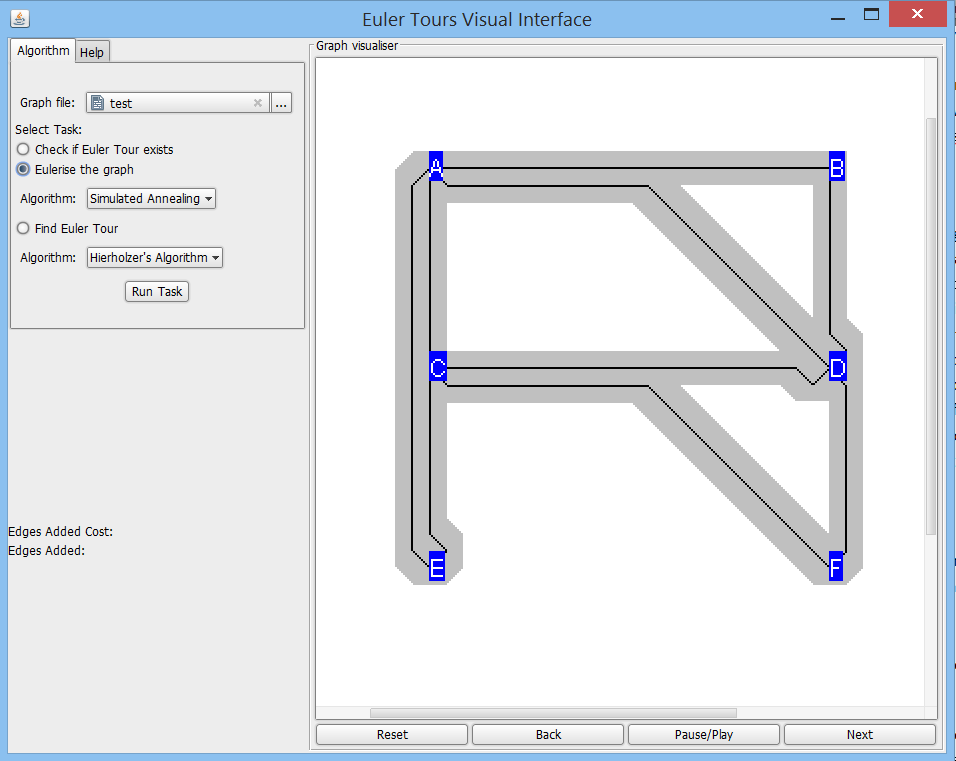 Euler Tours Visual Interface
Algorithm Help
Graph file: test ...
Select Task:
Check if Euler Tour exists
Eulerise the graph
Algorithm: Simulated Annealing
Find Euler Tour
Algorithm: Hierholzer's Algorithm
Run Task
Edges Added Cost:
Edges Added:
Graph visualiser
A B
C D
E F
Reset Back Pause/Play Next